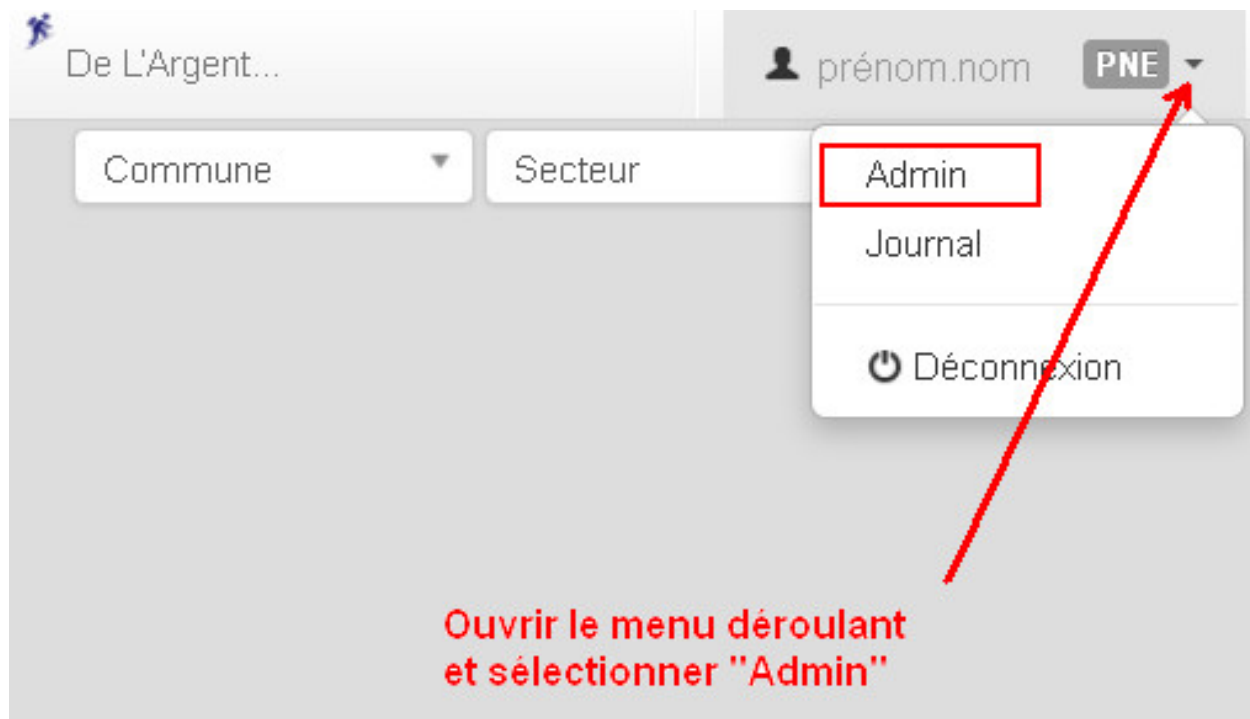 De L'Argent...
prénom.nom PNE
Commune
Secteur
Admin
Journal
Déconnexion
Ouvrir le menu déroulant
et sélectionner "Admin"